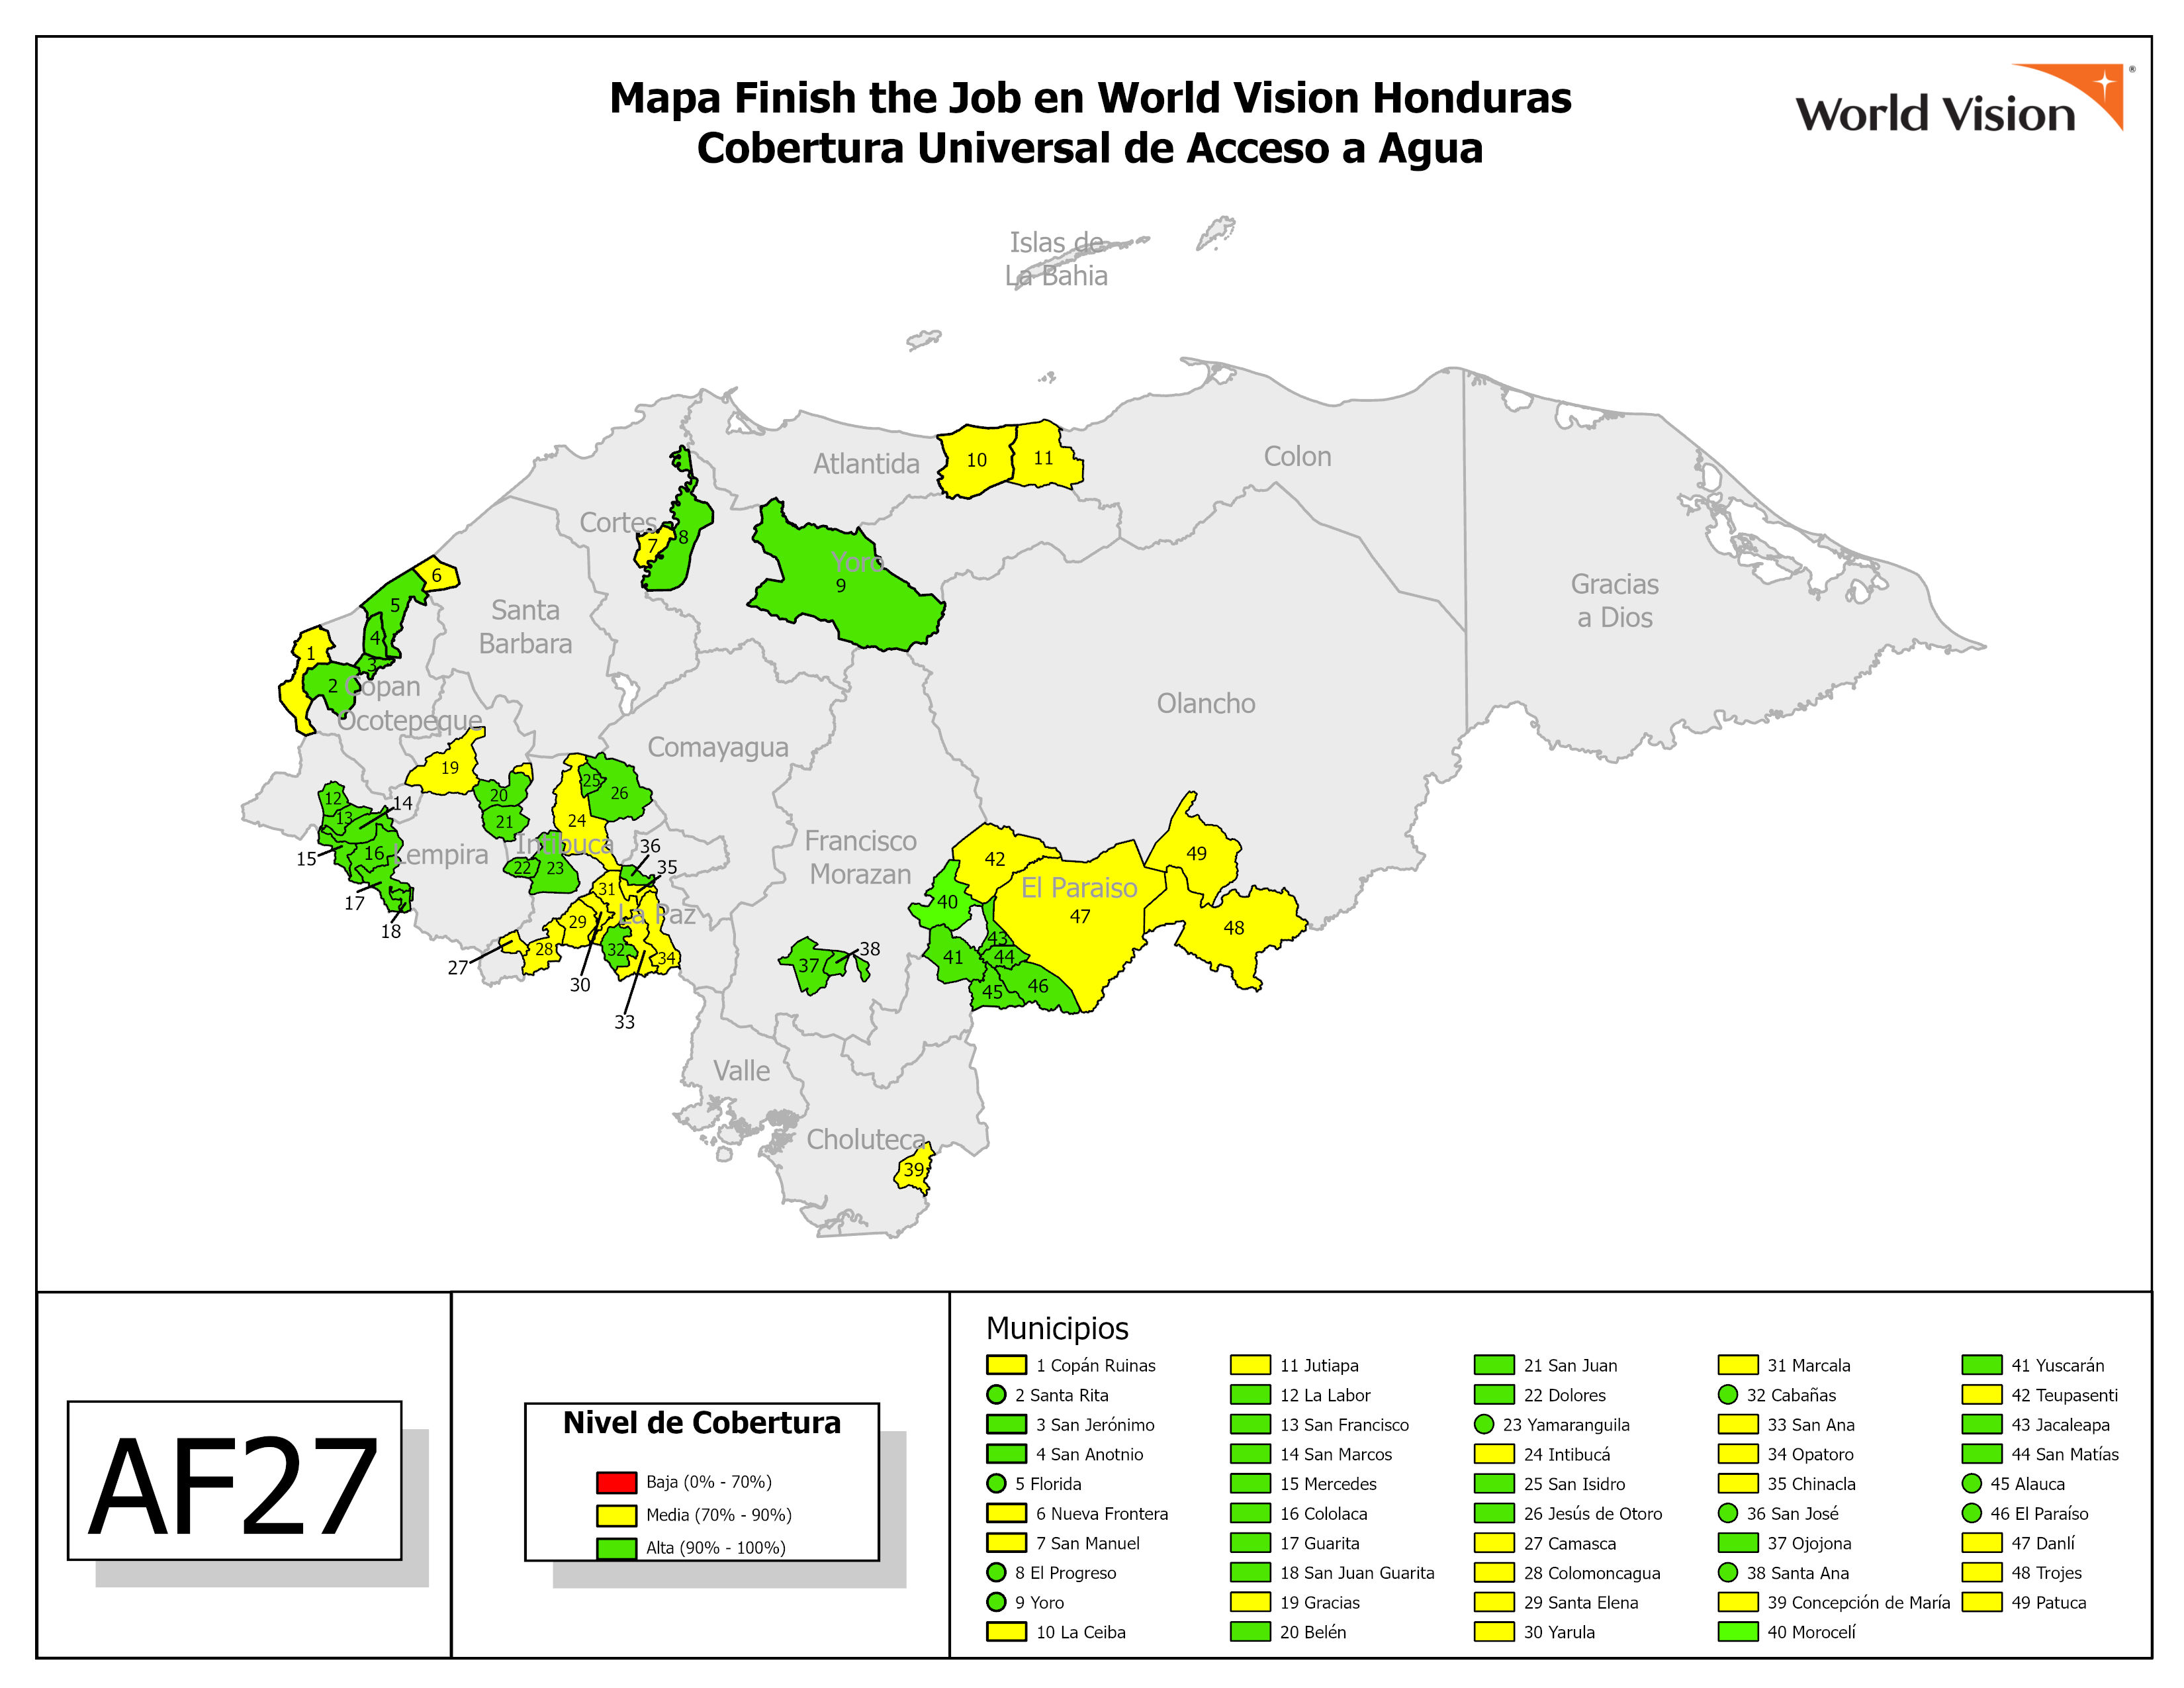 Mapa Finish the Job en World Vision Honduras
Cobertura Universal de Acceso a Agua
World Vision®
Islas de
La Bahia
Atlantida
10
11
Colon
Cortes
7
8
Yoro
9
Gracias
a Dios
6
5
4
3
1
2
Copan
Santa
Barbara
Ocotepeque
Olancho
Comayagua
19
12
13
14
15
16
17
18
Lempira
20
21
25
26
24
Intibuca
22
23
36
35
31
La Paz
29
28
27
30
32
33
34
Francisco
Morazan
37
38
42
El Paraiso
40
47
49
48
43
41
44
45
46
Valle
Choluteca
39
AF27
Nivel de Cobertura
Baja (0% - 70%)
Media (70% - 90%)
Alta (90% - 100%)
Municipios
1 Copán Ruinas
2 Santa Rita
3 San Jerónimo
4 San Anotnio
5 Florida
6 Nueva Frontera
7 San Manuel
8 El Progreso
9 Yoro
10 La Ceiba
11 Jutiapa
12 La Labor
13 San Francisco
14 San Marcos
15 Mercedes
16 Cololaca
17 Guarita
18 San Juan Guarita
19 Gracias
20 Belén
21 San Juan
22 Dolores
23 Yamaranguila
24 Intibucá
25 San Isidro
26 Jesús de Otoro
27 Camasca
28 Colomoncagua
29 Santa Elena
30 Yarula
31 Marcala
32 Cabañas
33 San Ana
34 Opatoro
35 Chinacla
36 San José
37 Ojojona
38 Santa Ana
39 Concepción de María
40 Morocelí
41 Yuscarán
42 Teupasenti
43 Jacaleapa
44 San Matías
45 Alauca
46 El Paraíso
47 Danlí
48 Trojes
49 Patuca